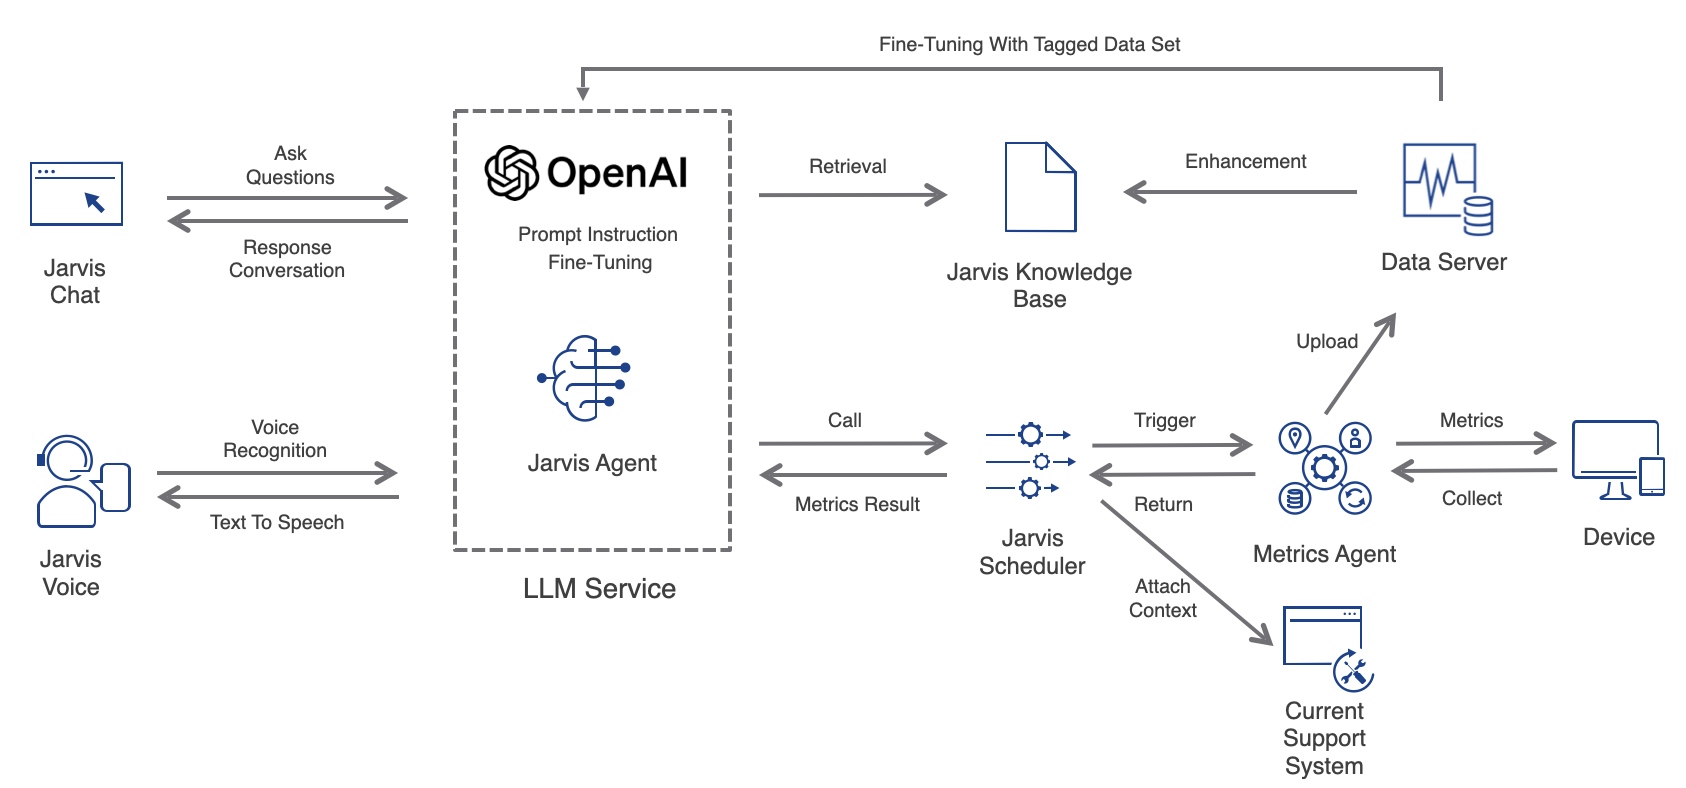 Fine-Tuning With Tagged Data Set
Ask
Questions
Response
Conversation
Jarvis
Chat
OpenAI
Prompt Instruction
Fine-Tuning
Retrieval
Jarvis Knowledge
Base
Enhancement
Data Server
Upload
Voice
Recognition
Text To Speech
Jarvis
Voice
Jarvis Agent
LLM Service
Call
Metrics Result
Jarvis
Scheduler
Trigger
Return
Metrics Agent
Metrics
Collect
Device
Attach
Context
Current
Support
System